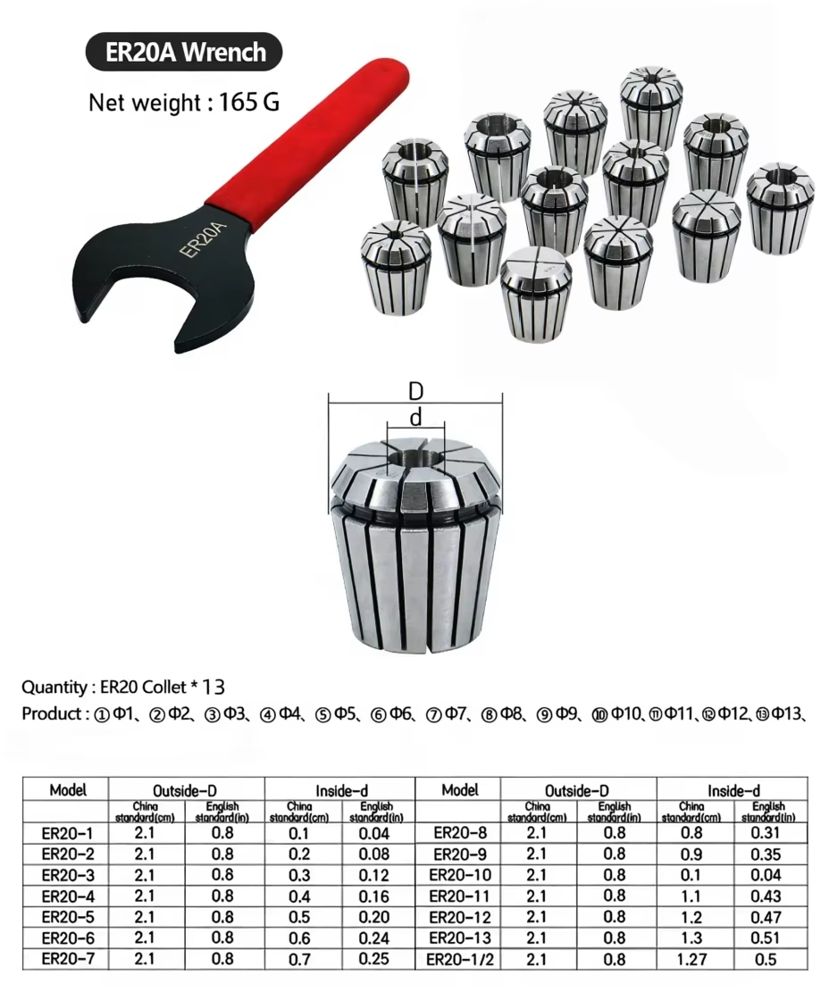 ER20A Wrench
Net weight : 165 G
ER20A
D
d
Quantity : ER20 Collet * 13
Product : ①Φ1、②Φ2、③Φ3、④Φ4、⑤Φ5、⑥Φ6、⑦Φ7、⑧Φ8、⑨Φ9、⑩Φ10、⑪Φ11、⑫Φ12、⑬Φ13、
Model Outside-D Inside-d Model Outside-D Inside-d
China standard(cm) English standard(in) China standard(cm) English standard(in) China standard(cm) English standard(in) China standard(cm) English standard(in)
ER20-1 2.1 0.8 0.1 0.04 ER20-8 2.1 0.8 0.8 0.31
ER20-2 2.1 0.8 0.2 0.08 ER20-9 2.1 0.8 0.9 0.35
ER20-3 2.1 0.8 0.3 0.12 ER20-10 2.1 0.8 0.1 0.04
ER20-4 2.1 0.8 0.4 0.16 ER20-11 2.1 0.8 1.1 0.43
ER20-5 2.1 0.8 0.5 0.20 ER20-12 2.1 0.8 1.2 0.47
ER20-6 2.1 0.8 0.6 0.24 ER20-13 2.1 0.8 1.3 0.51
ER20-7 2.1 0.8 0.7 0.25 ER20-1/2 2.1 0.8 1.27 0.5